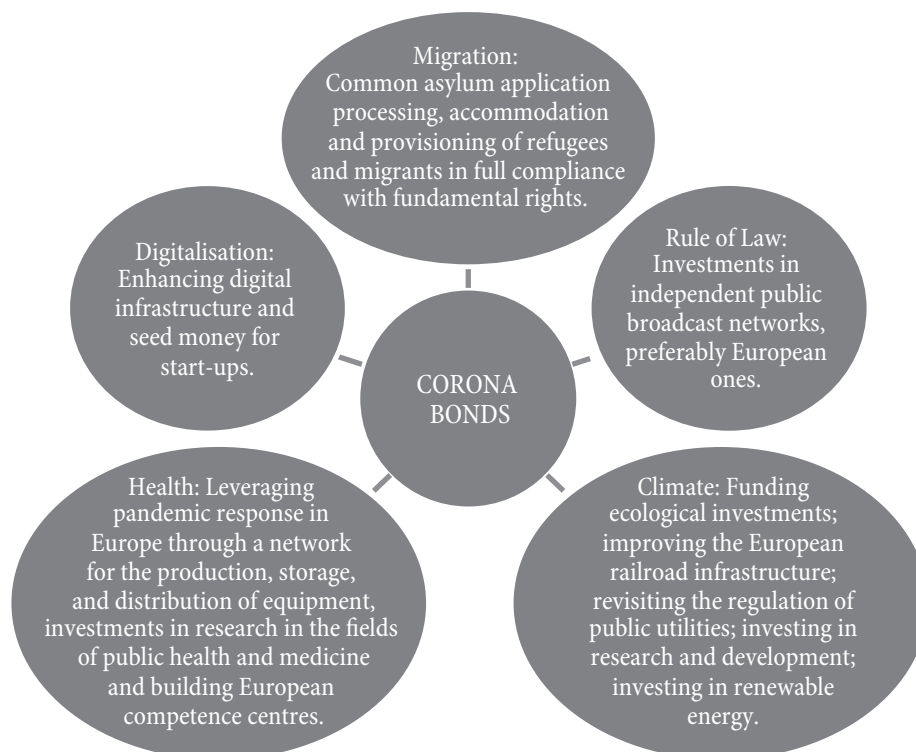 Migration:
Common asylum application
processing, accommodation
and provisioning of refugees
and migrants in full compliance
with fundamental rights.
Digitalisation:
Enhancing digital
infrastructure and
seed money for
start-ups.
Rule of Law:
Investments in
independent public
broadcast networks,
preferably European
ones.
CORONA
BONDS
Health: Leveraging
pandemic response in
Europe through a network
for the production, storage,
and distribution of equipment,
investments in research in the fields
of public health and medicine
and building European
competence centres.
Climate: Funding
ecological investments;
improving the European
railroad infrastructure;
revisiting the regulation of
public utilities; investing in
research and development;
investing in renewable
energy.